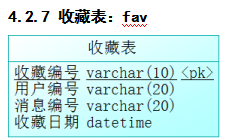 4.2.7 收藏表：fav
收藏表
收藏编号 varchar(10) <pk>
用户编号 varchar(20)
消息编号 varchar(20)
收藏日期 datetime